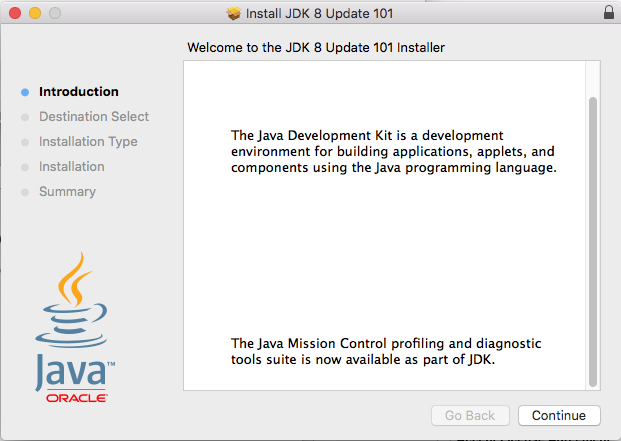 Install JDK 8 Update 101
Welcome to the JDK 8 Update 101 Installer
Introduction
Destination Select
Installation Type
Installation
Summary
The Java Development Kit is a development
environment for building applications, applets, and
components using the Java programming language.
The Java Mission Control profiling and diagnostic
tools suite is now available as part of JDK.
Java™
ORACLE®
Go Back
Continue